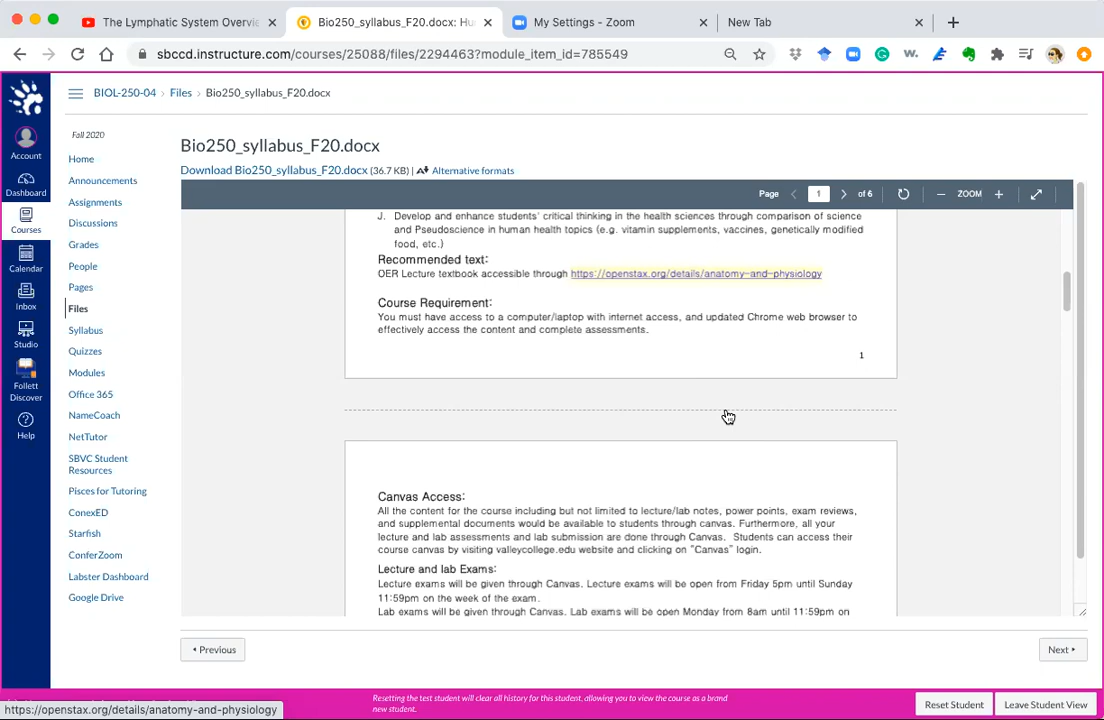 The Lymphatic System Overvie
Bio250_syllabus_F20.docx: Hu
My Settings - Zoom
New Tab
sbccd.instructure.com/courses/25088/files/2294463?module_item_id=785549
BIOL-250-04 › Files › Bio250_syllabus_F20.docx
Account
Dashboard
Courses
Calendar
Inbox
Studio
Follett
Discover
Help
Fall 2020
Home
Announcements
Assignments
Discussions
Grades
People
Pages
Files
Syllabus
Quizzes
Modules
Office 365
NameCoach
NetTutor
SBVC Student
Resources
Pisces for Tutoring
ConexED
Starfish
ConferZoom
Labster Dashboard
Google Drive
Bio250_syllabus_F20.docx
Download Bio250_syllabus_F20.docx (36.7 KB) | Alternative formats
Page 1 of 6 ZOOM
J. Develop and enhance students' critical thinking in the health sciences through comparison of science
and Pseudoscience in human health topics (e.g. vitamin supplements, vaccines, genetically modified
food, etc.)
Recommended text:
OER Lecture textbook accessible through https://openstax.org/details/anatomy-and-physiology
Course Requirement:
You must have access to a computer/laptop with internet access, and updated Chrome web browser to
effectively access the content and complete assessments.
1
Canvas Access:
All the content for the course including but not limited to lecture/lab notes, power points, exam reviews,
and supplemental documents would be available to students through canvas. Furthermore, all your
lecture and lab assessments and lab submission are done through Canvas. Students can access their
course canvas by visiting valleycollege.edu website and clicking on "Canvas" login.
Lecture and lab Exams:
Lecture exams will be given through Canvas. Lecture exams will be open from Friday 5pm until Sunday
11:59pm on the week of the exam.
Lab exams will be given through Canvas. Lab exams will be open Monday from 8am until 11:59pm on
Previous
Next
Resetting the test student will clear all history for this student, allowing you to view the course as a brand
new student.
Reset Student
Leave Student View
https://openstax.org/details/anatomy-and-physiology